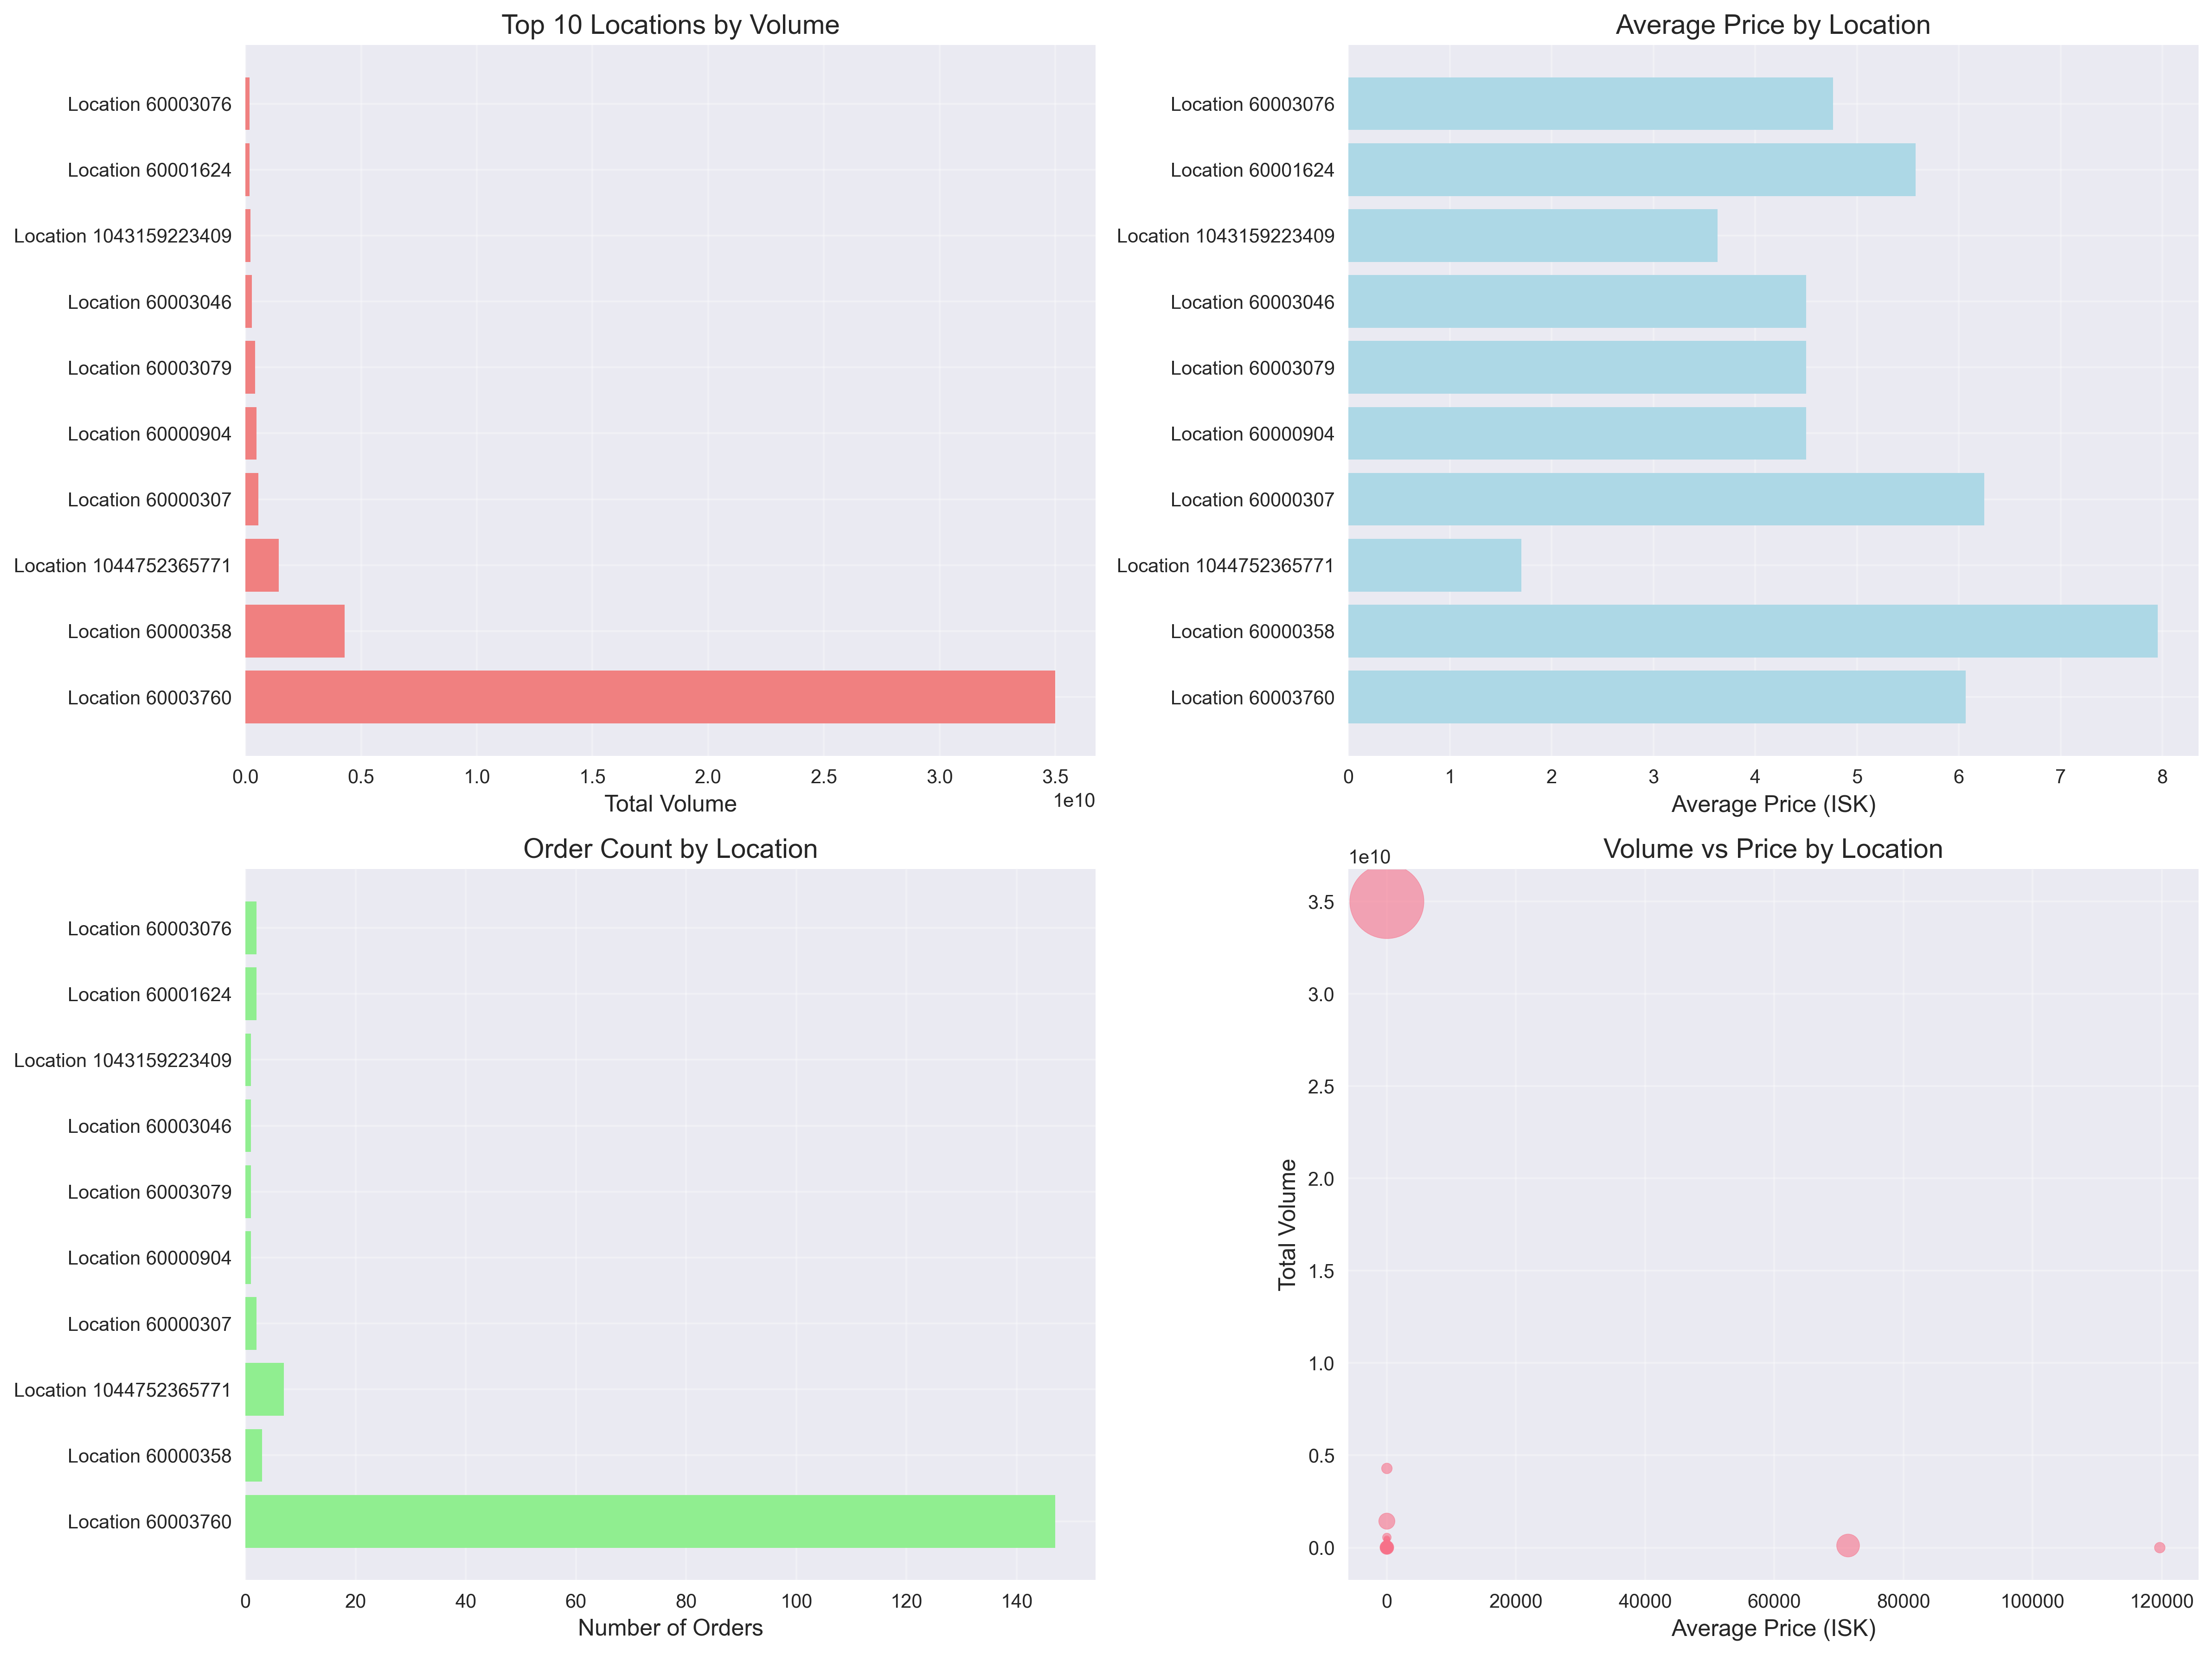 Top 10 Locations by Volume
Location 60003076
Location 60001624
Location 1043159223409
Location 60003046
Location 60003079
Location 60000904
Location 60000307
Location 1044752365771
Location 60000358
Location 60003760
0.0 0.5 1.0 1.5 2.0 2.5 3.0 3.5
1e10
Total Volume
Average Price by Location
Location 60003076
Location 60001624
Location 1043159223409
Location 60003046
Location 60003079
Location 60000904
Location 60000307
Location 1044752365771
Location 60000358
Location 60003760
0 1 2 3 4 5 6 7 8
Average Price (ISK)
Order Count by Location
Location 60003076
Location 60001624
Location 1043159223409
Location 60003046
Location 60003079
Location 60000904
Location 60000307
Location 1044752365771
Location 60000358
Location 60003760
0 20 40 60 80 100 120 140
Number of Orders
Volume vs Price by Location
1e10
3.5
3.0
2.5
2.0
1.5
1.0
0.5
0.0
Total Volume
0 20000 40000 60000 80000 100000 120000
Average Price (ISK)